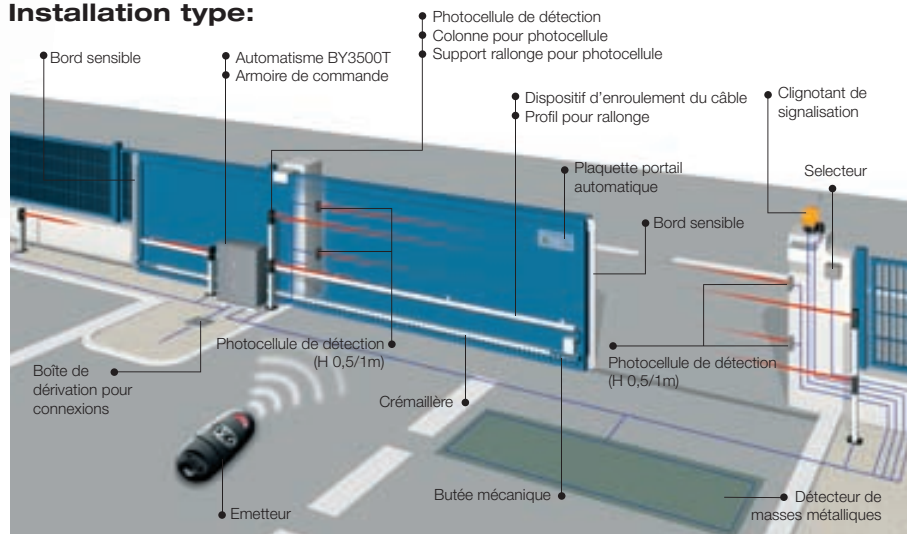 Installation type:
Photocellule de détection
Colonne pour photocellule
Support rallonge pour photocellule
Bord sensible
Automatisme BY3500T
Armoire de commande
Dispositif d'enroulement du câble
Profil pour rallonge
Clignotant de
signalisation
Plaquette portail
automatique
Selecteur
Bord sensible
Photocellule de détection
(H 0,5/1m)
Photocellule de détection
(H 0,5/1m)
Boîte de
dérivation pour
connexions
Crémaillère
Butée mécanique
Emetteur
Détecteur de
masses métalliques